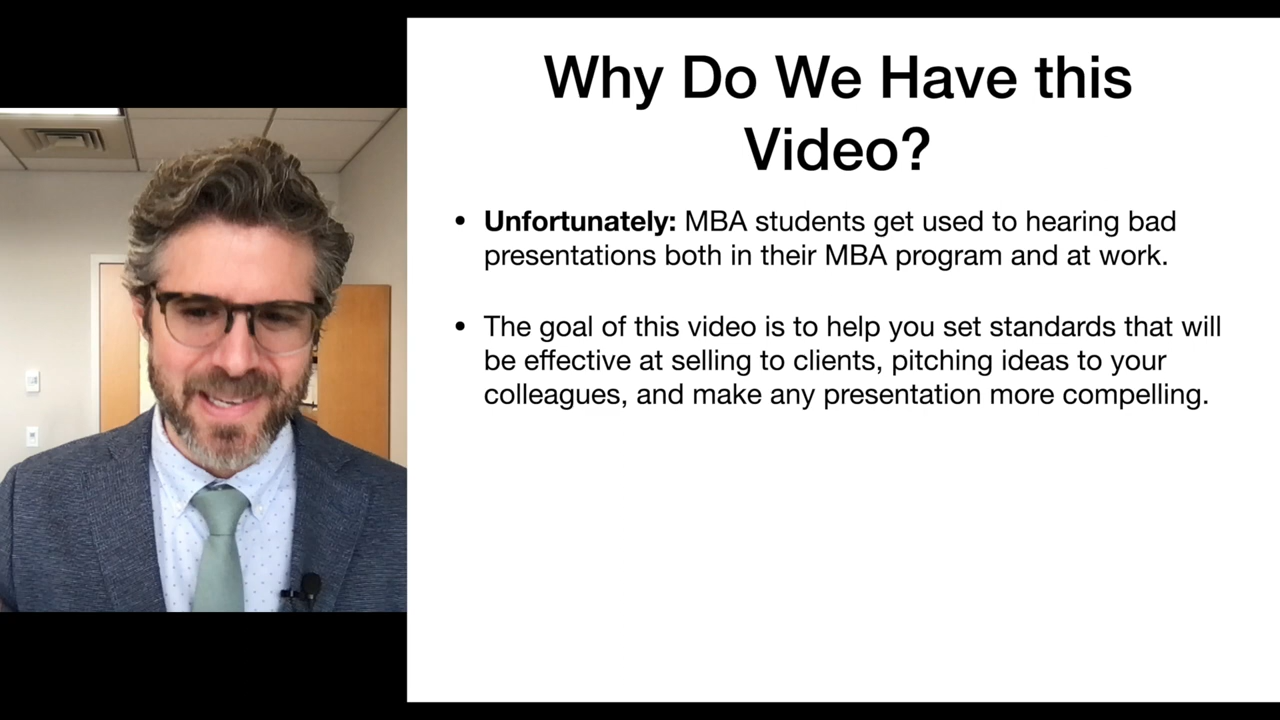 Why Do We Have this
Video?
• Unfortunately: MBA students get used to hearing bad
presentations both in their MBA program and at work.
• The goal of this video is to help you set standards that will
be effective at selling to clients, pitching ideas to your
colleagues, and make any presentation more compelling.